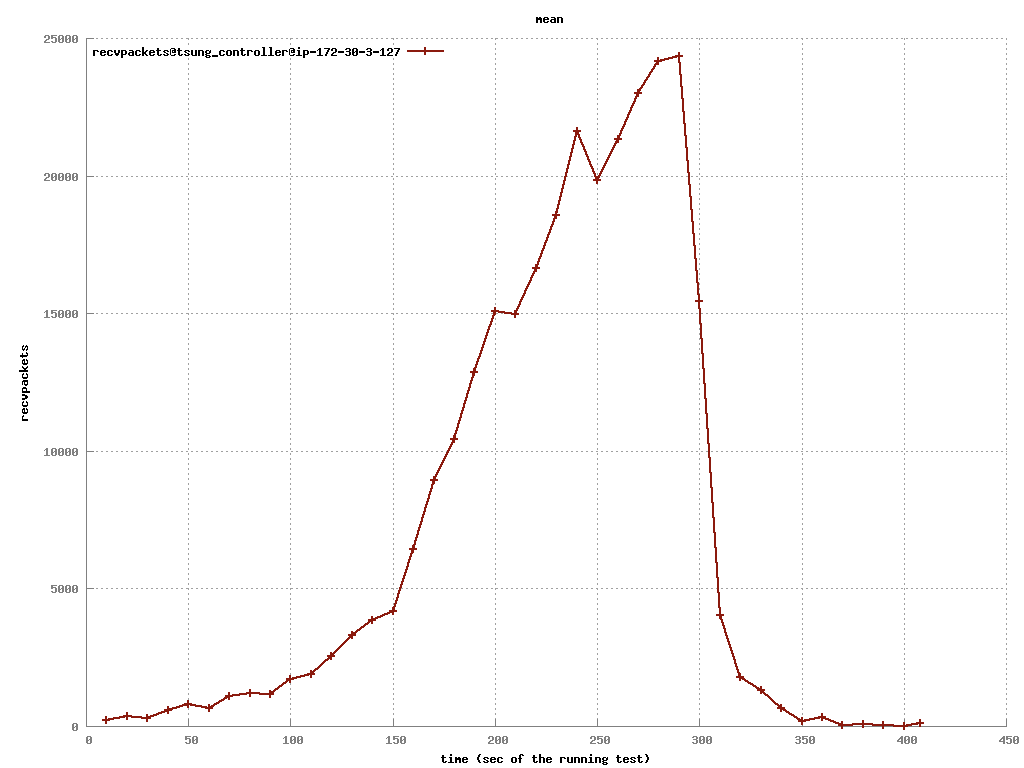 mean
25000
recvpackets@tsung_controller@ip-172-30-3-127
20000
15000
recvpackets
10000
5000
0
0 50 100 150 200 250 300 350 400 450
time (sec of the running test)